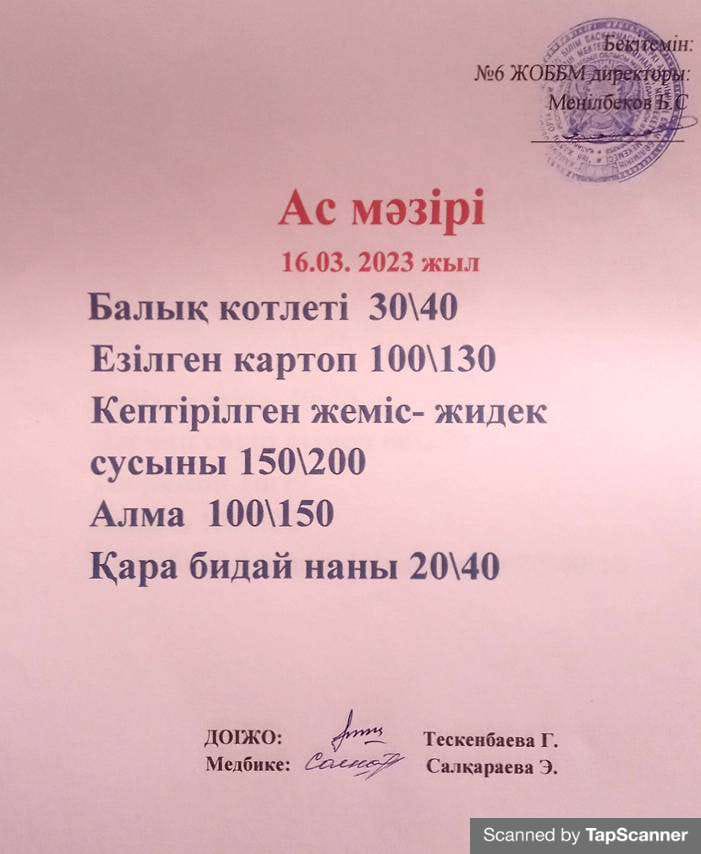 Бекітемін:
№6 ЖОББМ директоры:
Меңілбеков Б.С
Ас мәзірі
16.03. 2023 жыл
Балық котлеті 30\40
Езілген картоп 100\130
Кептірілген жеміс- жидек
сусыны 150\200
Алма 100\150
Қара бидай наны 20\40
ДОІЖО: Тескенбаева Г.
Медбике: Салқараева Э.
Scanned by TapScanner